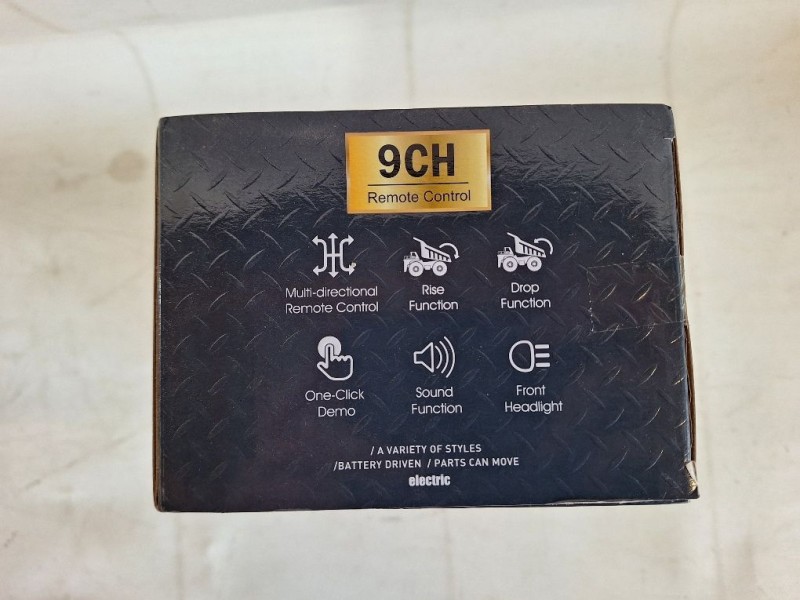 9CH
Remote Control
Multi-directional
Remote Control
Rise
Function
Drop
Function
One-Click
Demo
Sound
Function
Front
Headlight
/ A VARIETY OF STYLES
/BATTERY DRIVEN / PARTS CAN MOVE
electric